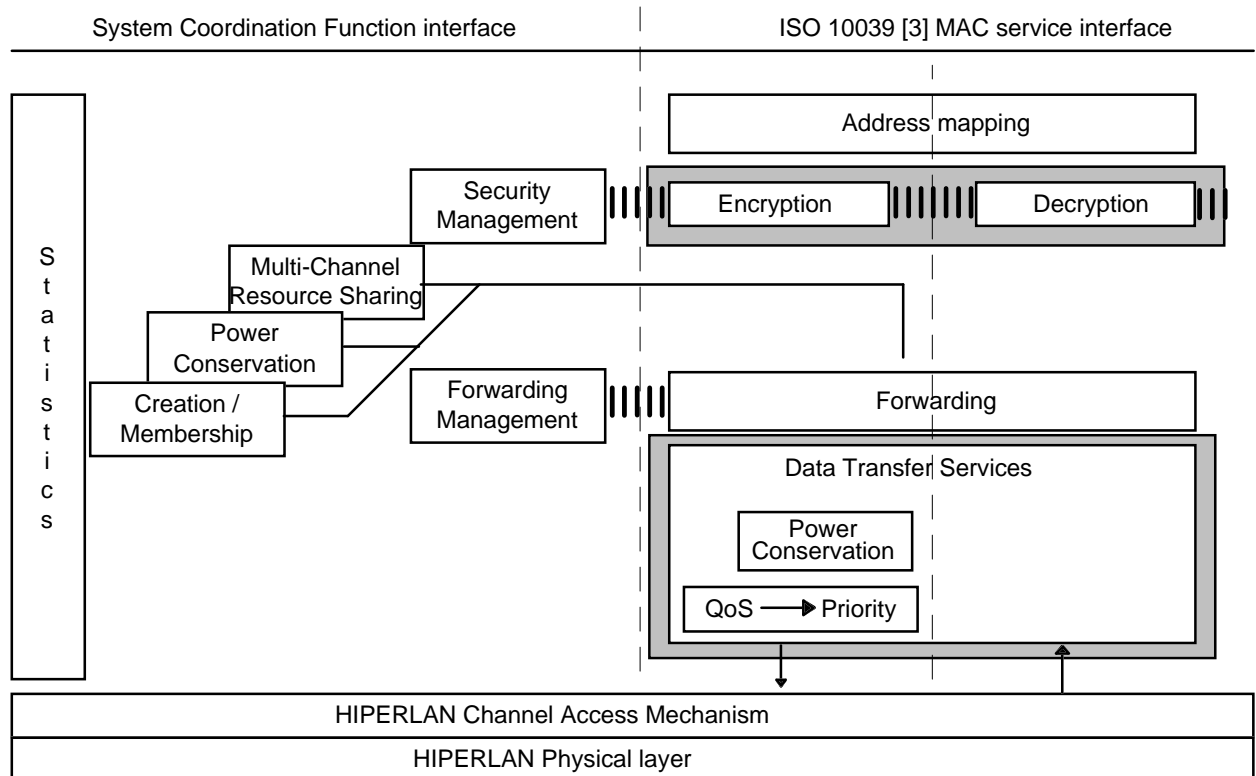 System Coordination Function interface
ISO 10039 [3] MAC service interface
Address mapping
Security
Management
Encryption
Decryption
Statistics
Multi-Channel
Resource Sharing
Power
Conservation
Creation /
Membership
Forwarding
Management
Forwarding
Data Transfer Services
Power
Conservation
QoS Priority
HIPERLAN Channel Access Mechanism
HIPERLAN Physical layer